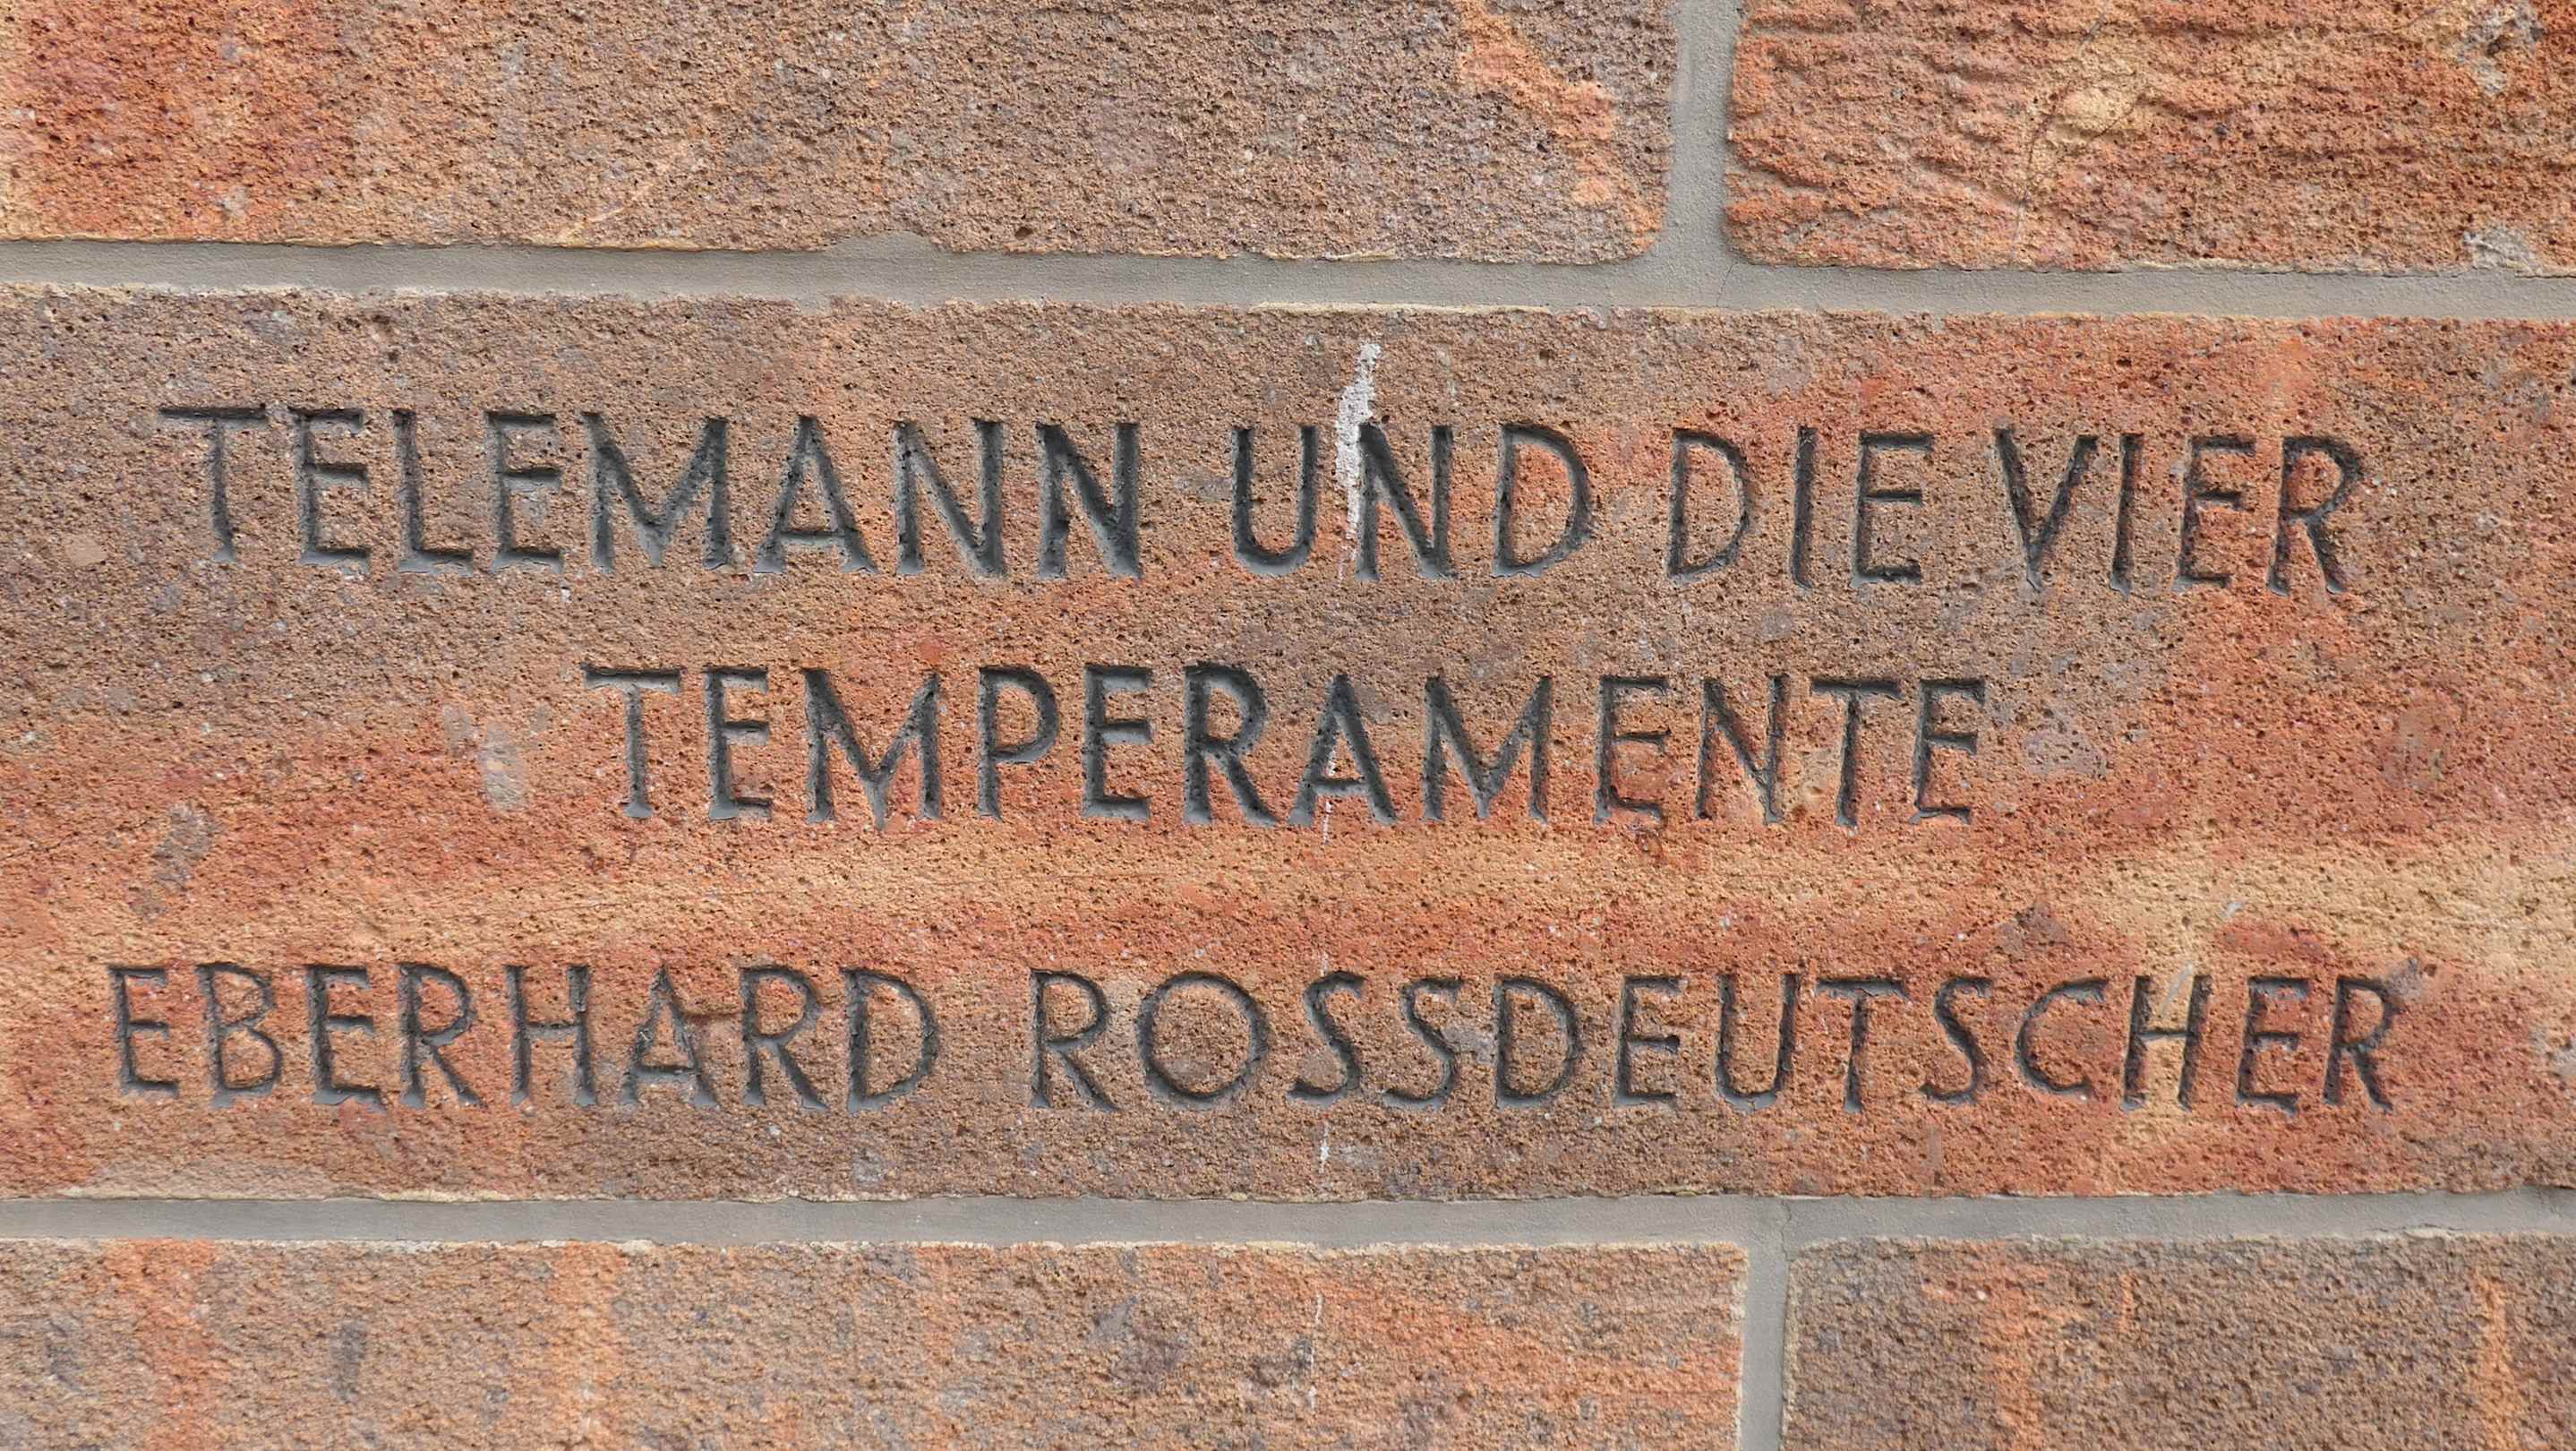 TELEMANN UND DIE VIER
TEMPERAMENTE
EBERHARD ROSSDEUTSCHER